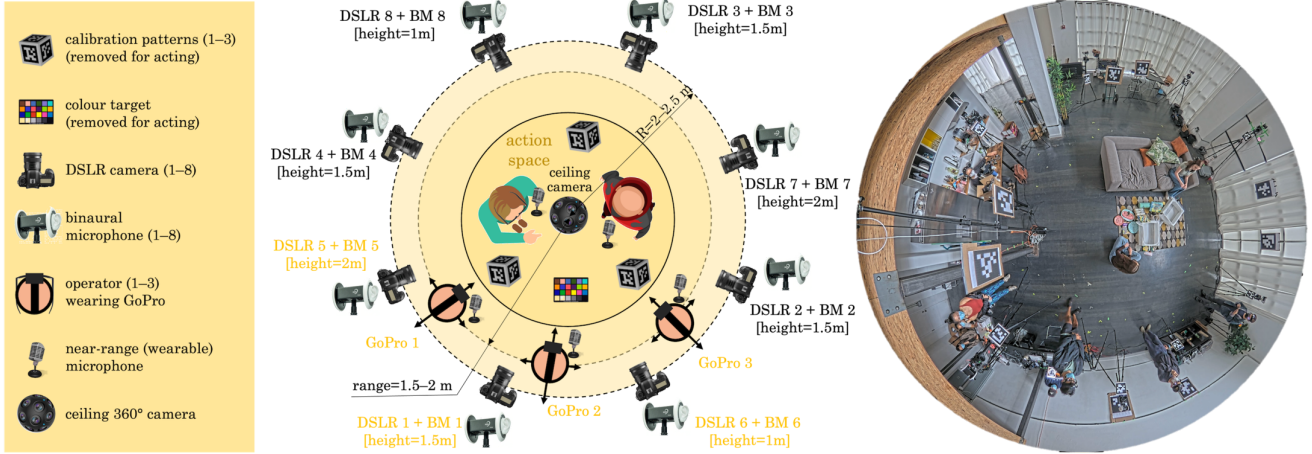 calibration patterns (1–3)
(removed for acting)
colour target
(removed for acting)
DSLR camera (1–8)
binaural
microphone (1–8)
operator (1–3)
wearing GoPro
near-range (wearable)
microphone
ceiling 360° camera
DSLR 8 + BM 8
[height=1m]
DSLR 3 + BM 3
[height=1.5m]
DSLR 4 + BM 4
[height=1.5m]
DSLR 7 + BM 7
[height=2m]
DSLR 5 + BM 5
[height=2m]
DSLR 2 + BM 2
[height=1.5m]
R=2–2.5 m
action
space
ceiling
camera
GoPro 1
GoPro 3
GoPro 2
range=1.5–2 m
DSLR 1 + BM 1
[height=1.5m]
DSLR 6 + BM 6
[height=1m]